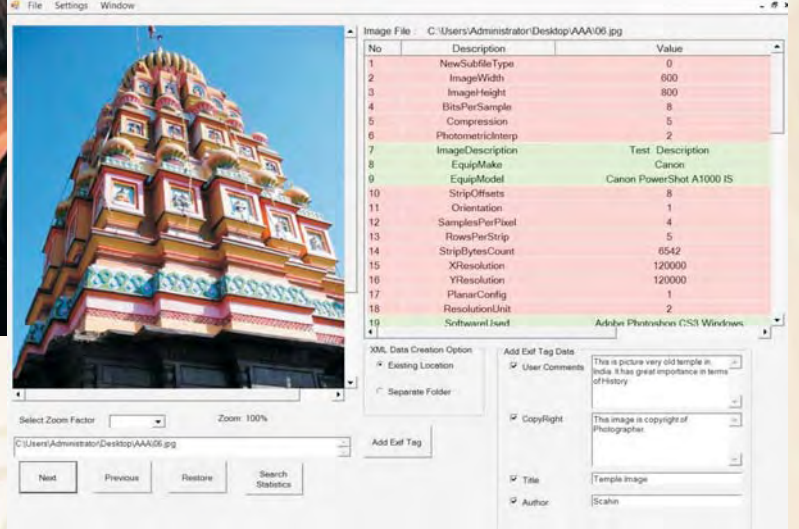 File Settings Window
Image File : C:\Users\Administrator\Desktop\AAA\06.jpg
No Description Value
1 NewSubfileType 0
2 ImageWidth 600
3 ImageHeight 800
4 BitsPerSample 8
5 Compression 5
6 PhotometricInterp 2
7 ImageDescription Test Description
8 EquipMake Canon
9 EquipModel Canon PowerShot A1000 IS
10 StripOffsets 8
11 Orientation 1
12 SamplesPerPixel 4
13 RowsPerStrip 5
14 StripBytesCount 6542
15 XResolution 120000
16 YResolution 120000
17 PlanarConfig 1
18 ResolutionUnit 2
19 SoftwareUsed Adobe Photoshop CS3 Windows
XML Data Creation Option
Existing Location
Separate Folder
Add Exif Tag Data
User Comments
This is picture very old temple in
India. It has great importance in terms
of History
CopyRight
This image is copyright of
Photographer.
Title
Temple Image
Author
Scahin
Select Zoom Factor
Zoom: 100%
C:\Users\Administrator\Desktop\AAA\06.jpg
Add Exif Tag
Next
Previous
Restore
Search
Statistics